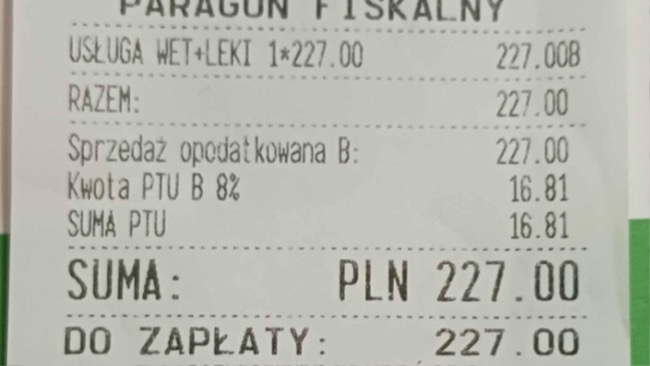 PARAGON FISKALNY
USŁUGA WET+LEKI 1*227.00 227.00B
RAZEM: 227.00
Sprzedaż opodatkowana B: 227.00
Kwota PTU B 8% 16.81
SUMA PTU 16.81
SUMA: PLN 227.00
DO ZAPŁATY: 227.00